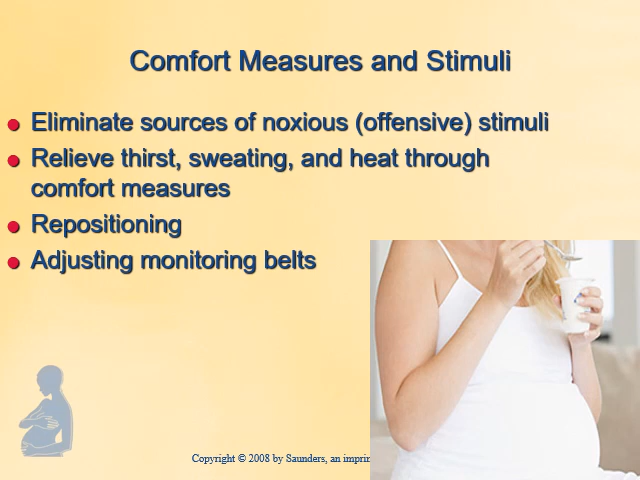 Comfort Measures and Stimuli
Eliminate sources of noxious (offensive) stimuli
Relieve thirst, sweating, and heat through
comfort measures
Repositioning
Adjusting monitoring belts
Copyright © 2008 by Saunders, an imprin